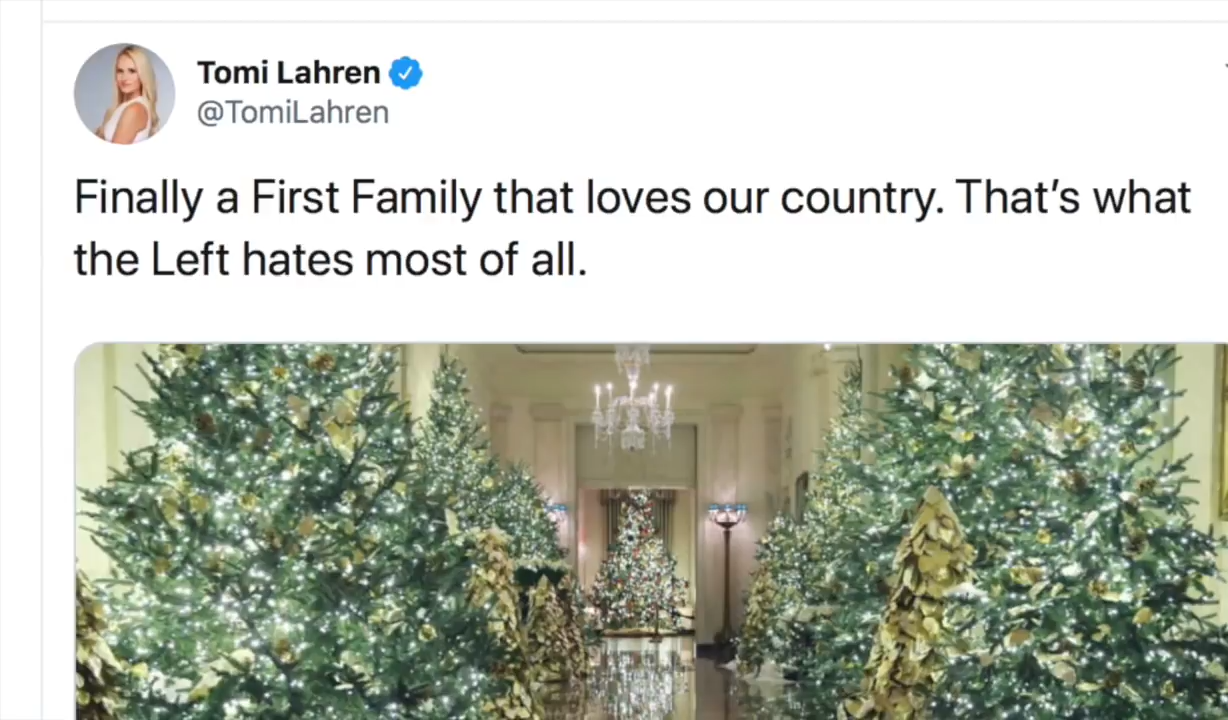 Tomi Lahren
@TomiLahren
Finally a First Family that loves our country. That's what
the Left hates most of all.